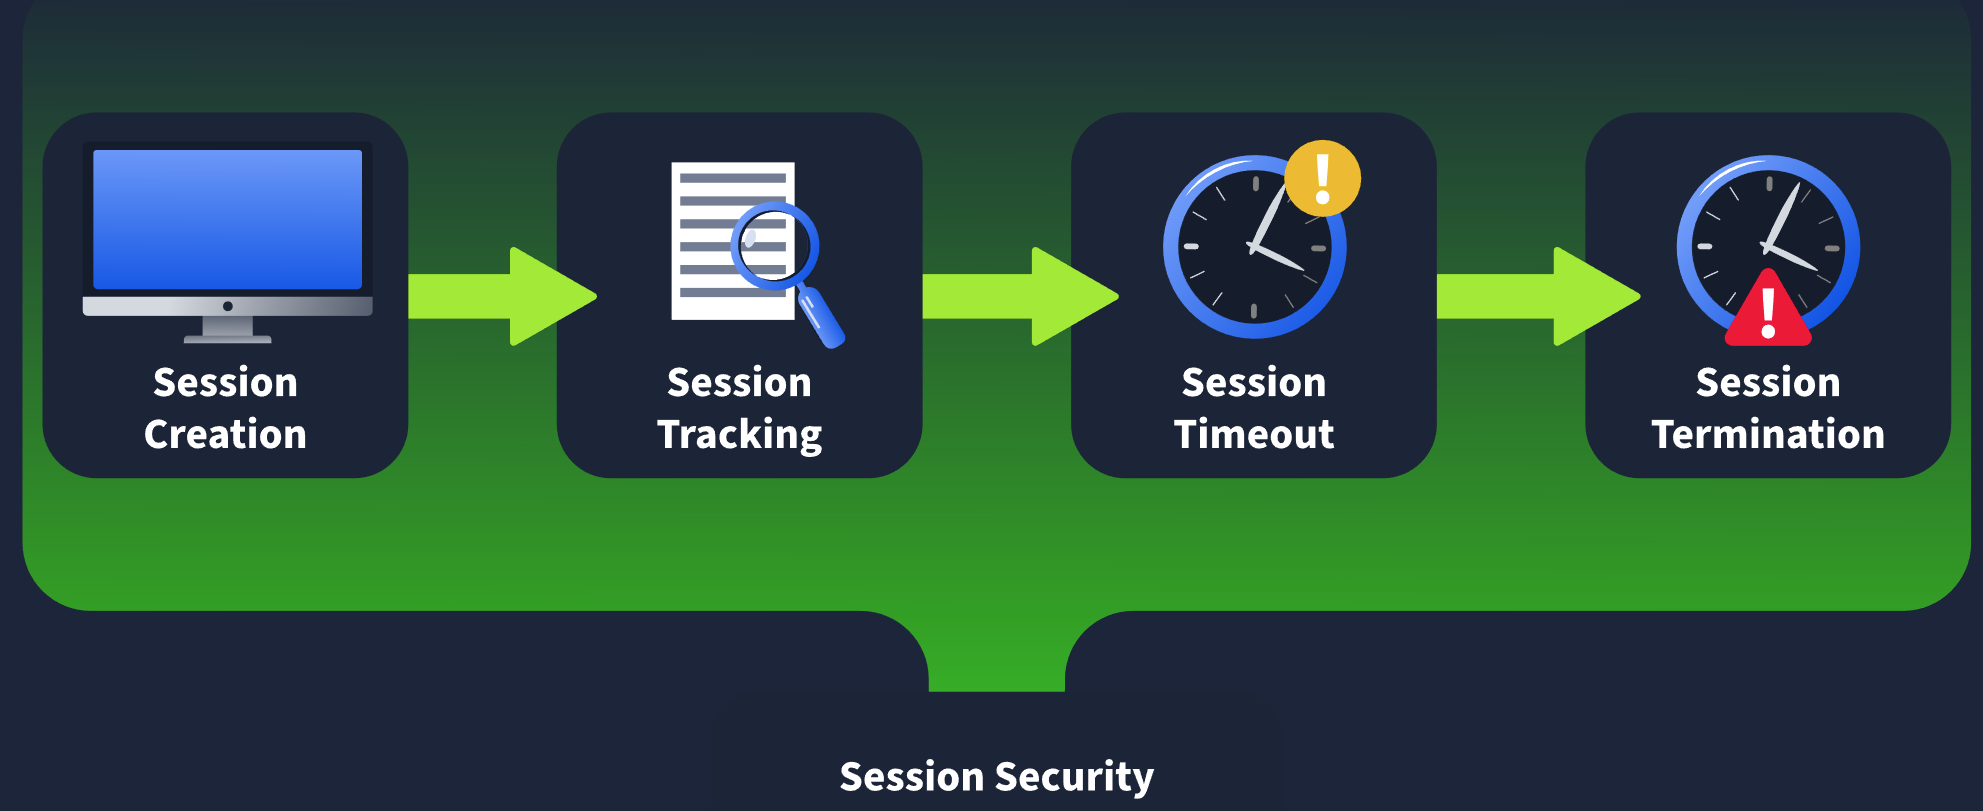 Session
Creation
Session
Tracking
Session
Timeout
Session
Termination
Session Security